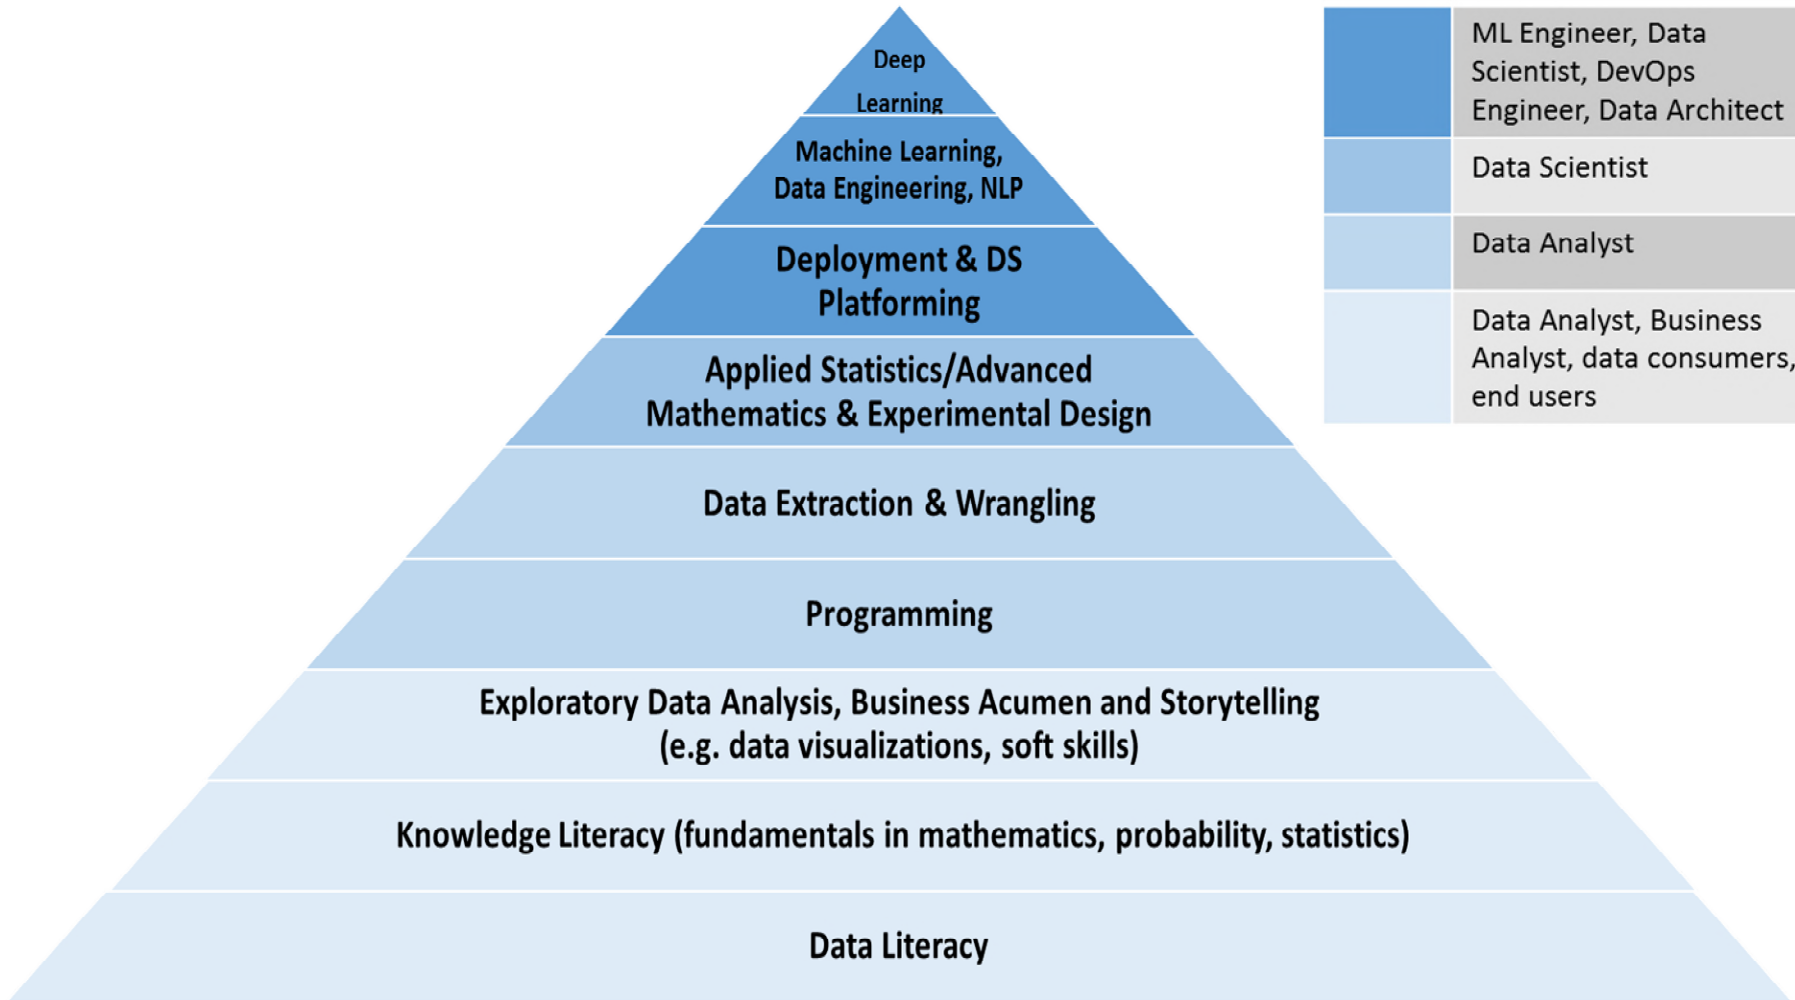 Deep
Learning
Machine Learning,
Data Engineering, NLP
Deployment & DS
Platforming
Applied Statistics/Advanced
Mathematics & Experimental Design
Data Extraction & Wrangling
Programming
Exploratory Data Analysis, Business Acumen and Storytelling
(e.g. data visualizations, soft skills)
Knowledge Literacy (fundamentals in mathematics, probability, statistics)
Data Literacy
ML Engineer, Data
Scientist, DevOps
Engineer, Data Architect
Data Scientist
Data Analyst
Data Analyst, Business
Analyst, data consumers,
end users